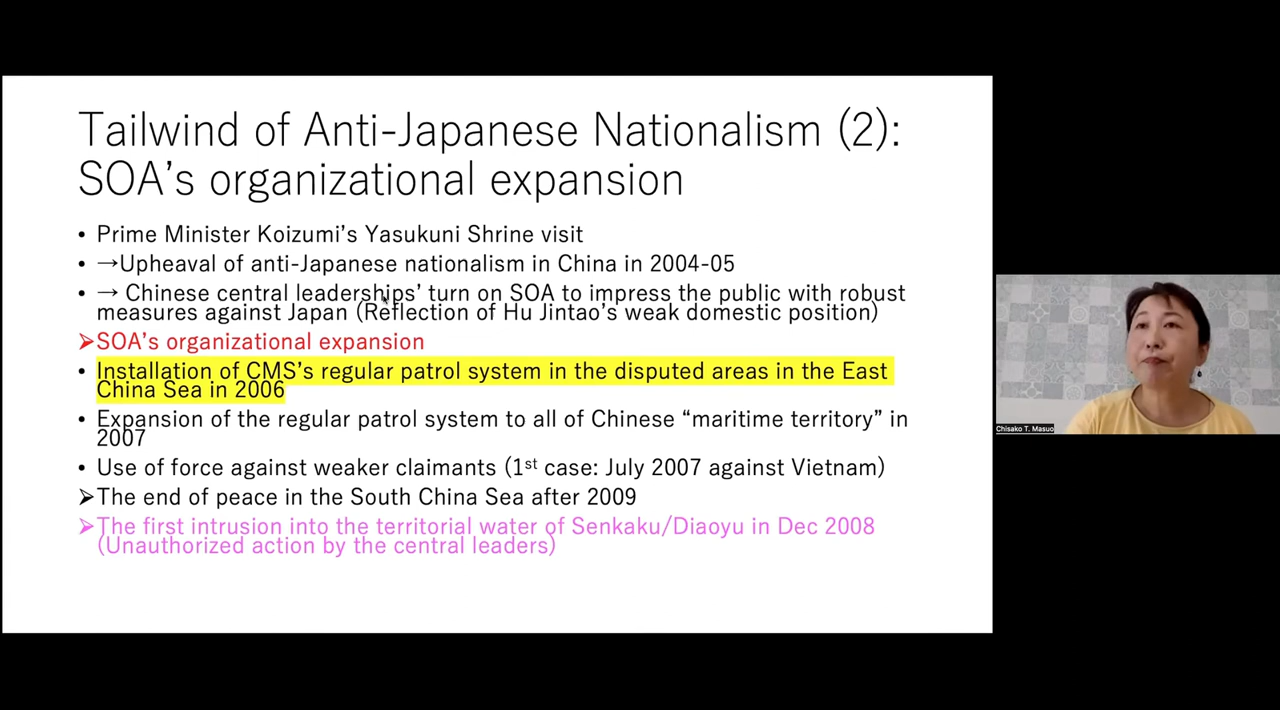 Tailwind of Anti-Japanese Nationalism (2):
SOA’s organizational expansion
• Prime Minister Koizumi’s Yasukuni Shrine visit
• →Upheaval of anti-Japanese nationalism in China in 2004-05
• → Chinese central leaderships’ turn on SOA to impress the public with robust
measures against Japan (Reflection of Hu Jintao’s weak domestic position)
➢SOA’s organizational expansion
• Installation of CMS’s regular patrol system in the disputed areas in the East
China Sea in 2006
• Expansion of the regular patrol system to all of Chinese “maritime territory” in
2007
• Use of force against weaker claimants (1st case: July 2007 against Vietnam)
➢The end of peace in the South China Sea after 2009
➢The first intrusion into the territorial water of Senkaku/Diaoyu in Dec 2008
(Unauthorized action by the central leaders)
Chisako T. Masuo